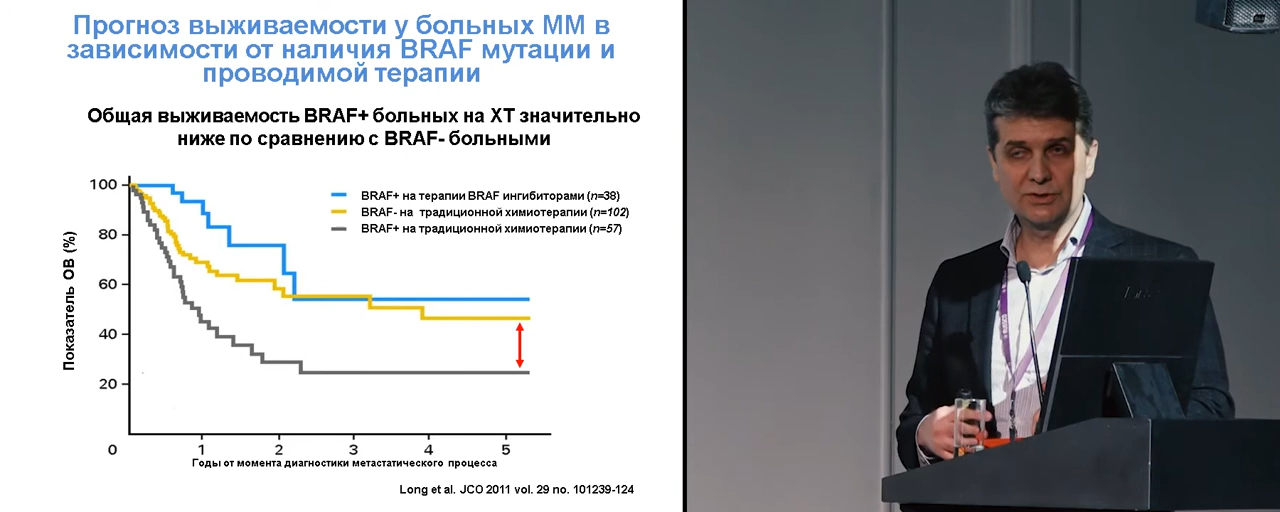 Прогноз выживаемости у больных ММ в
зависимости от наличия BRAF мутации и
проводимой терапии
Общая выживаемость BRAF+ больных на ХТ значительно
ниже по сравнению с BRAF- больными
BRAF+ на терапии BRAF ингибиторами (n=38)
BRAF- на традиционной химиотерапии (n=102)
BRAF+ на традиционной химиотерапии (n=57)
Показатель ОВ (%)
100
80
60
40
20
0 1 2 3 4 5
Годы от момента диагностики метастатического процесса
Long et al. JCO 2011 vol. 29 no. 101239-124